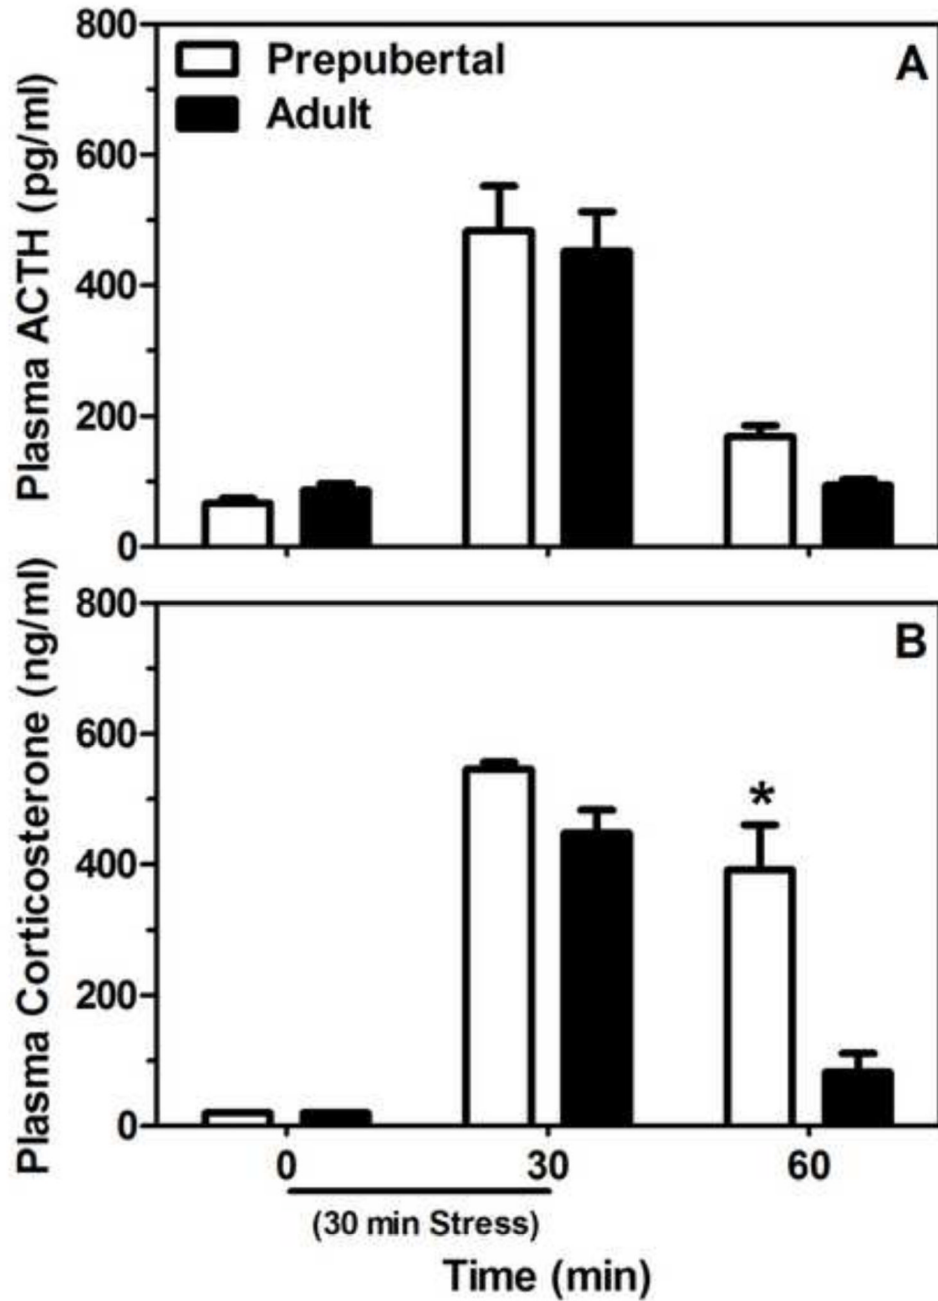 800
600
400
200
0
Plasma ACTH (pg/ml)
Prepubertal
Adult
A
800
600
400
200
0
Plasma Corticosterone (ng/ml)
B
*
0
30
60
(30 min Stress)
Time (min)